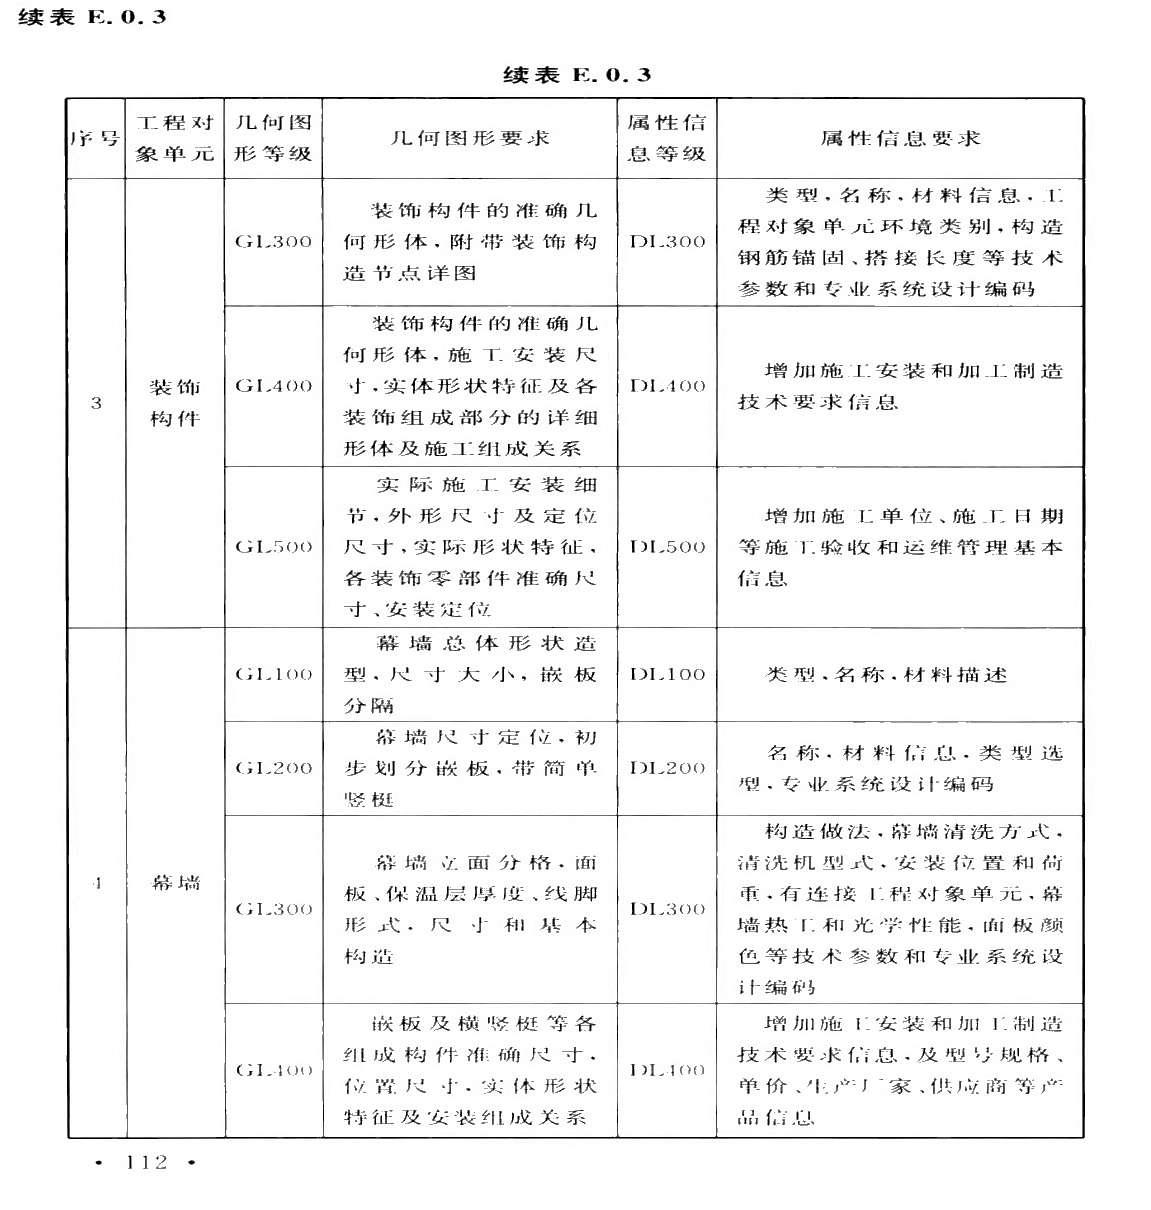 续表 E.0.3
续表 E.0.3
序号
工程对
象单元
几何图
形等级
几何图形要求
属性信
息等级
属性信息要求
3
装饰
构件
GL300
装饰构件的准确几
何形体,附带装饰构
造节点详图
DL300
类型,名称,材料信息,工
程对象单元环境类别,构造
钢筋锚固、搭接长度等技术
参数和专业系统设计编码
GL400
装饰构件的准确几
何形体,施工安装尺
寸,实体形状特征及各
装饰组成部分的详细
形体及施工组成关系
DL400
增加施工安装和加工制造
技术要求信息
GL500
实际施工安装细
节,外形尺寸及定位
尺寸,实际形状特征,
各装饰零部件准确尺
寸、安装定位
DL500
增加施工单位、施工日期
等施工验收和运维管理基本
信息
4
幕墙
GL100
幕墙总体形状造
型,尺寸大小,嵌板
分隔
DL100
类型,名称,材料描述
GL200
幕墙尺寸定位,初
步划分嵌板,带简单
竖梃
DL200
名称,材料信息,类型选
型,专业系统设计编码
GL300
幕墙立面分格,面
板、保温层厚度、线脚
形式,尺寸和基本
构造
DL300
构造做法,幕墙清洗方式,
清洗机型式,安装位置和荷
重,有连接工程对象单元,幕
墙热工和光学性能,面板颜
色等技术参数和专业系统设
计编码
GL400
嵌板及横竖梃等各
组成构件准确尺寸,
位置尺寸,实体形状
特征及安装组成关系
DL400
增加施工安装和加工制造
技术要求信息,及型号规格、
单价、生产厂家、供应商等产
品信息
• 112 •